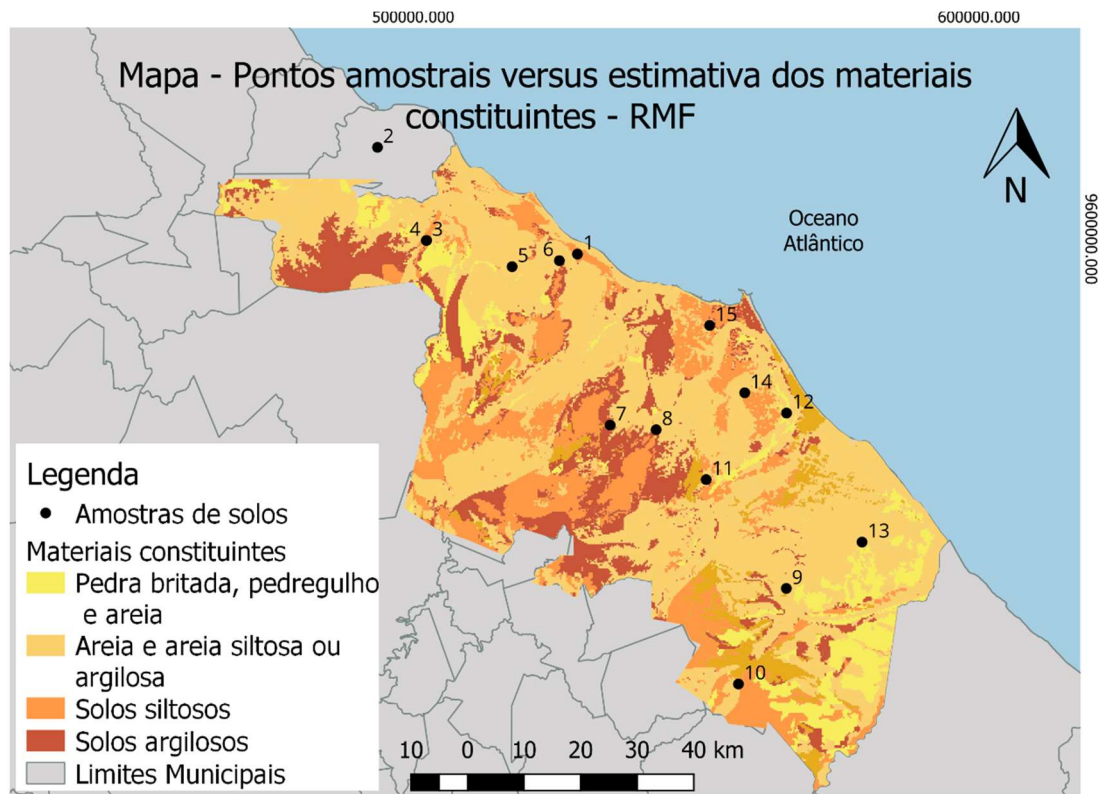 500000.000
600000.000
Mapa - Pontos amostrais versus estimativa dos materiais
constituintes - RMF
N
9600000.000
Oceano
Atlântico
2
4
3
5
6
1
15
14
12
7
8
11
13
9
10
Legenda
Amostras de solos
Materiais constituintes
Pedra britada, pedregulho
e areia
Areia e areia siltosa ou
argilosa
Solos siltosos
Solos argilosos
Limites Municipais
10 0 10 20 30 40 km